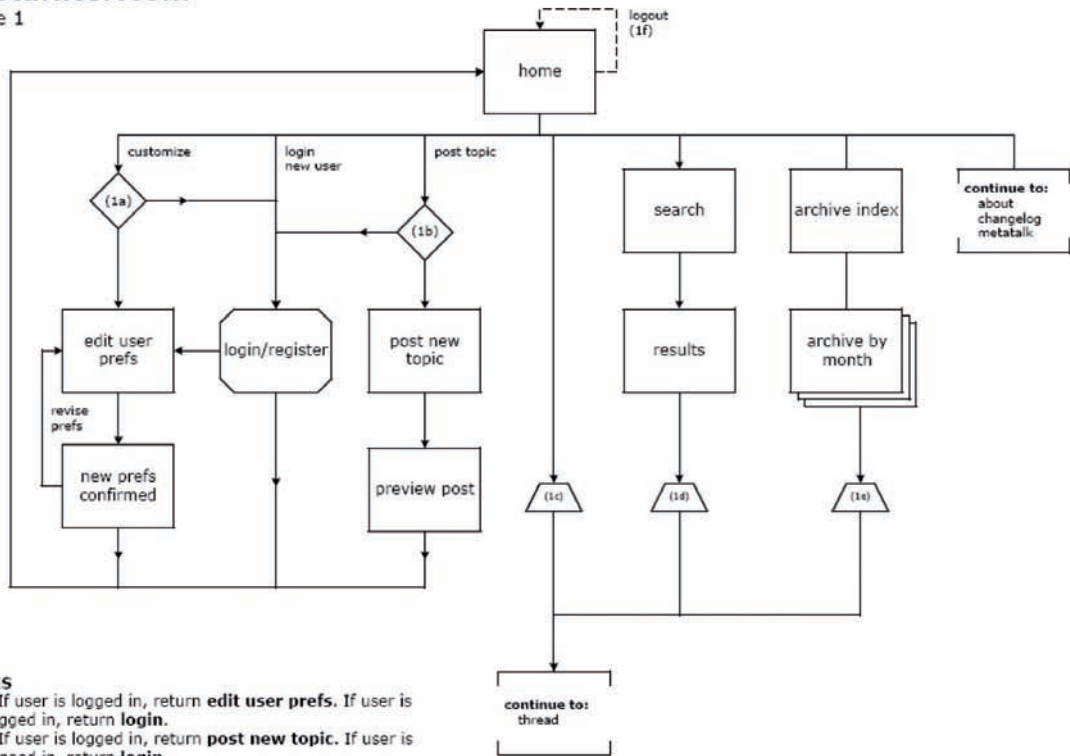 e 1
logout
(1f)
home
customize
login
new user
post topic
(1a)
(1b)
search
archive index
continue to:
about
changelog
metatalk
edit user
prefs
login/register
post new
topic
results
archive by
month
revise
prefs
new prefs
confirmed
preview post
(1c)
(1d)
(1e)
If user is logged in, return edit user prefs. If user is
gged in, return login.
If user is logged in, return post new topic. If user is
continue to:
thread